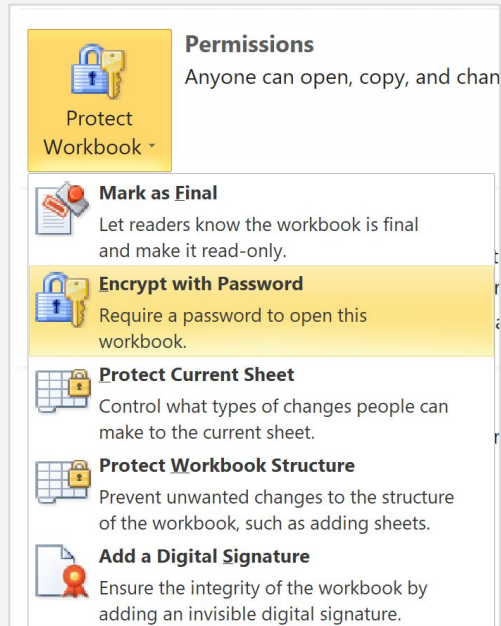 Permissions
Anyone can open, copy, and chan
Protect
Workbook
Mark as Final
Let readers know the workbook is final
and make it read-only.
Encrypt with Password
Require a password to open this
workbook.
Protect Current Sheet
Control what types of changes people can
make to the current sheet.
Protect Workbook Structure
Prevent unwanted changes to the structure
of the workbook, such as adding sheets.
Add a Digital Signature
Ensure the integrity of the workbook by
adding an invisible digital signature.